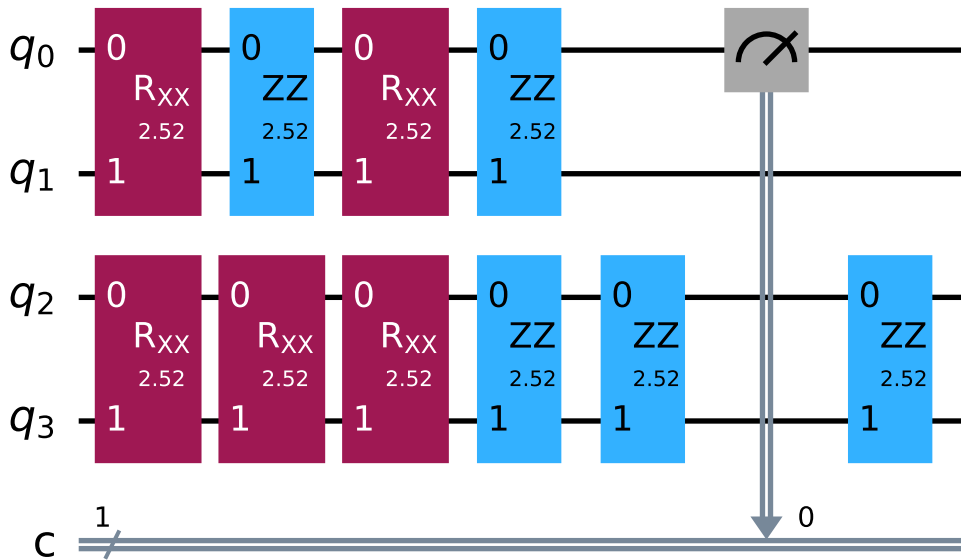 q0 0 RXX 2.52 1 0 ZZ 2.52 1 0 RXX 2.52 1 0 ZZ 2.52 1
q1
q2 0 RXX 2.52 1 0 RXX 2.52 1 0 RXX 2.52 1 0 ZZ 2.52 1 0 ZZ 2.52 1 0 ZZ 2.52 1
q3
c 1 0